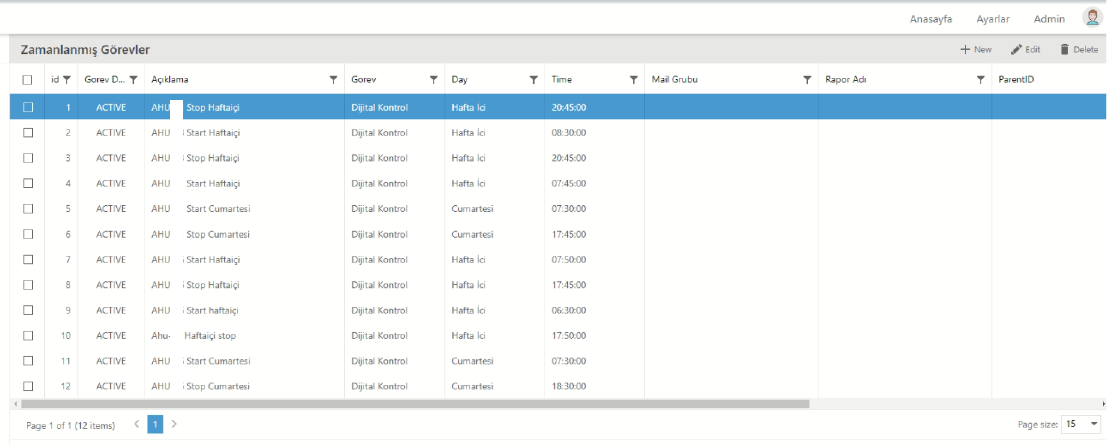 Anasayfa Ayarlar Admin
Zamanlanmış Görevler New Edit Delete
id Gorev D... Açıklama Gorev Day Time Mail Grubu Rapor Adı ParentID
1 ACTIVE AHU Stop Haftaiçi Dijital Kontrol Hafta İci 20:45:00
2 ACTIVE AHU Start Haftaiçi Dijital Kontrol Hafta İci 08:30:00
3 ACTIVE AHU Stop Haftaiçi Dijital Kontrol Hafta İci 20:45:00
4 ACTIVE AHU Start Haftaiçi Dijital Kontrol Hafta İci 07:45:00
5 ACTIVE AHU Start Cumartesi Dijital Kontrol Cumartesi 07:30:00
6 ACTIVE AHU Stop Cumartesi Dijital Kontrol Cumartesi 17:45:00
7 ACTIVE AHU Start Haftaiçi Dijital Kontrol Hafta İci 07:50:00
8 ACTIVE AHU Stop Haftaiçi Dijital Kontrol Hafta İci 17:45:00
9 ACTIVE AHU Start haftaiçi Dijital Kontrol Hafta İci 06:30:00
10 ACTIVE Ahu- Haftaiçi stop Dijital Kontrol Hafta İci 17:50:00
11 ACTIVE AHU Start Cumartesi Dijital Kontrol Cumartesi 07:30:00
12 ACTIVE AHU Stop Cumartesi Dijital Kontrol Cumartesi 18:30:00
Page 1 of 1 (12 items) 1 Page size: 15